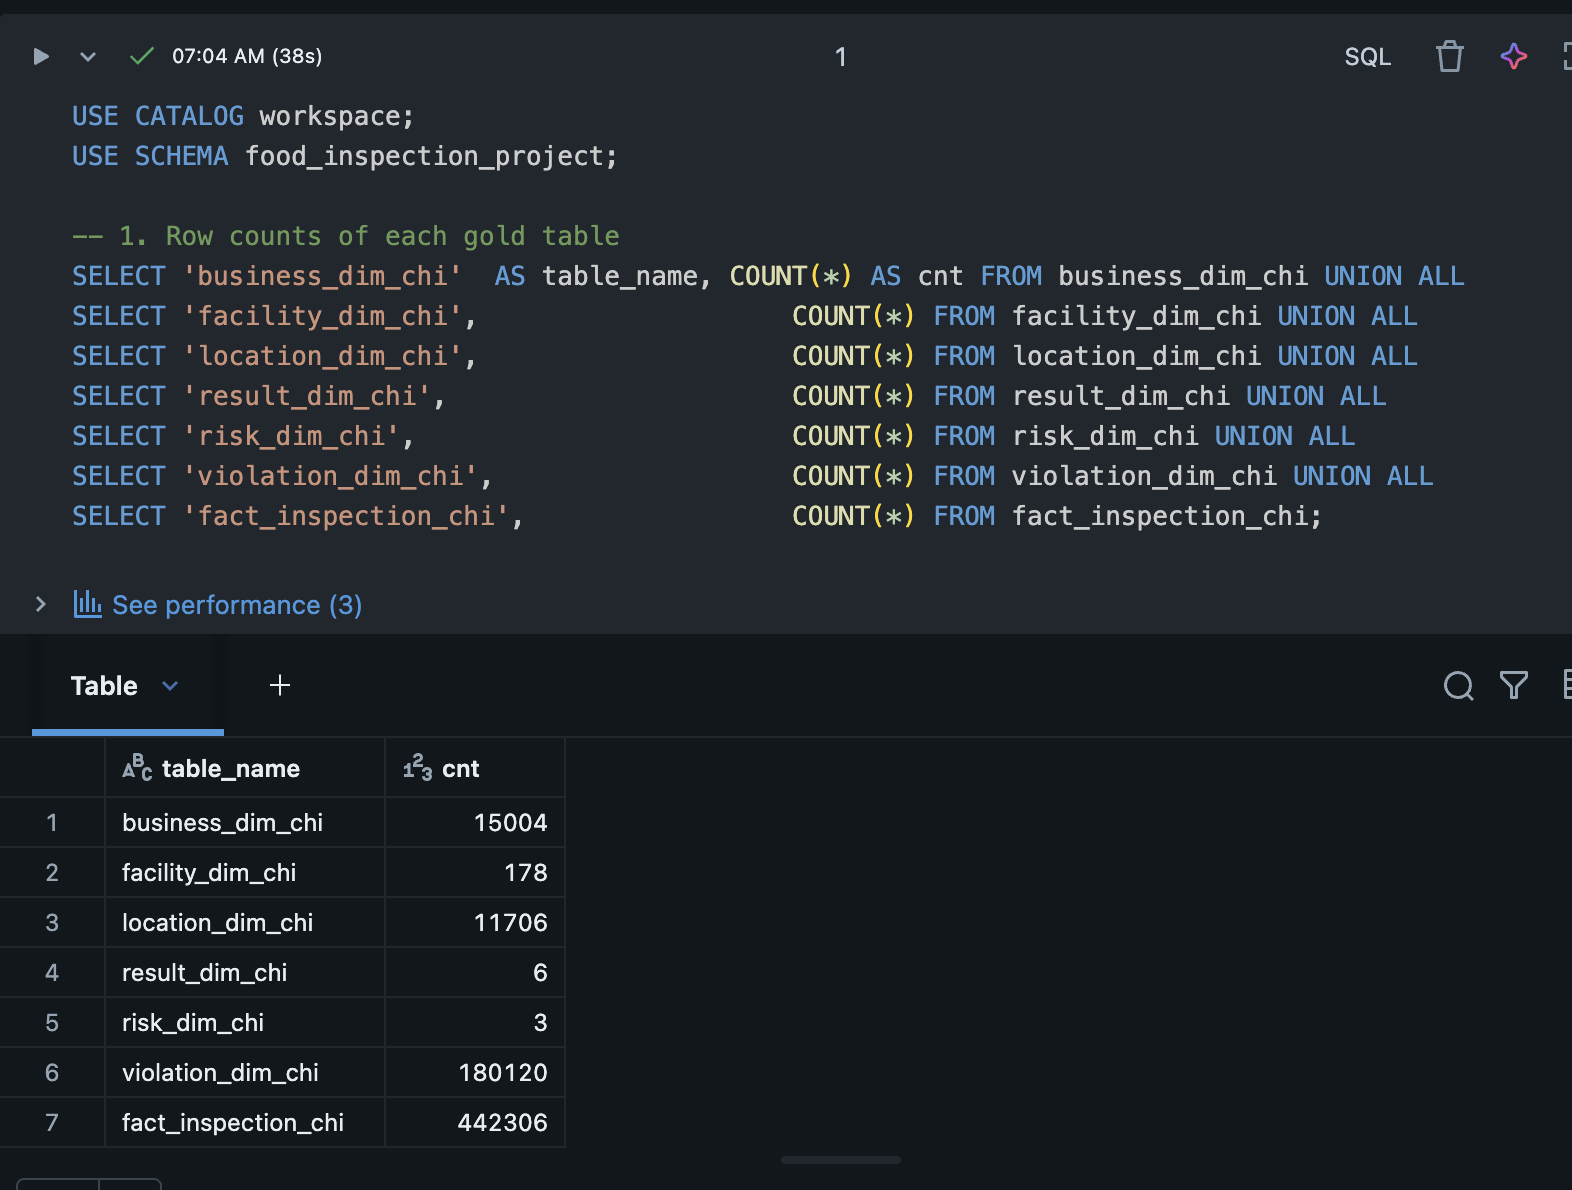 07:04 AM (38s)
1
SQL
USE CATALOG workspace;
USE SCHEMA food_inspection_project;
-- 1. Row counts of each gold table
SELECT 'business_dim_chi'  AS table_name, COUNT(*) AS cnt FROM business_dim_chi UNION ALL
SELECT 'facility_dim_chi',                    COUNT(*) FROM facility_dim_chi UNION ALL
SELECT 'location_dim_chi',                    COUNT(*) FROM location_dim_chi UNION ALL
SELECT 'result_dim_chi',                      COUNT(*) FROM result_dim_chi UNION ALL
SELECT 'risk_dim_chi',                        COUNT(*) FROM risk_dim_chi UNION ALL
SELECT 'violation_dim_chi',                   COUNT(*) FROM violation_dim_chi UNION ALL
SELECT 'fact_inspection_chi',                 COUNT(*) FROM fact_inspection_chi;
See performance (3)
Table
ABC table_name 123 cnt
1 business_dim_chi 15004
2 facility_dim_chi 178
3 location_dim_chi 11706
4 result_dim_chi 6
5 risk_dim_chi 3
6 violation_dim_chi 180120
7 fact_inspection_chi 442306